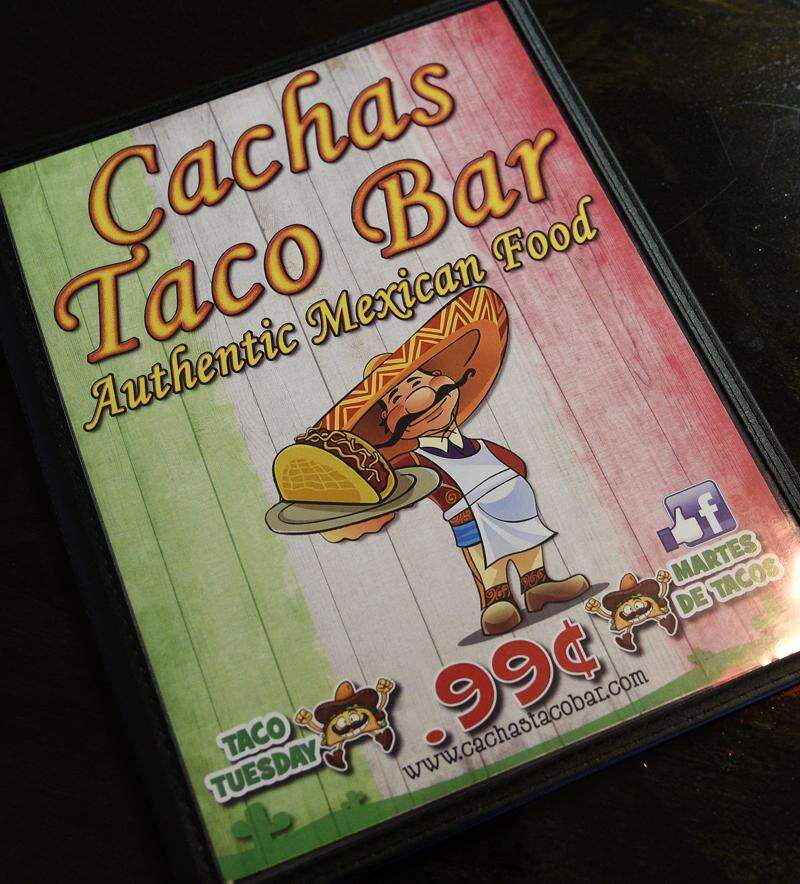 Cachas
Taco Bar
Authentic Mexican Food
f
MARTES
DE TACOS
.99¢
TACO
TUESDAY
www.cachastacobar.com